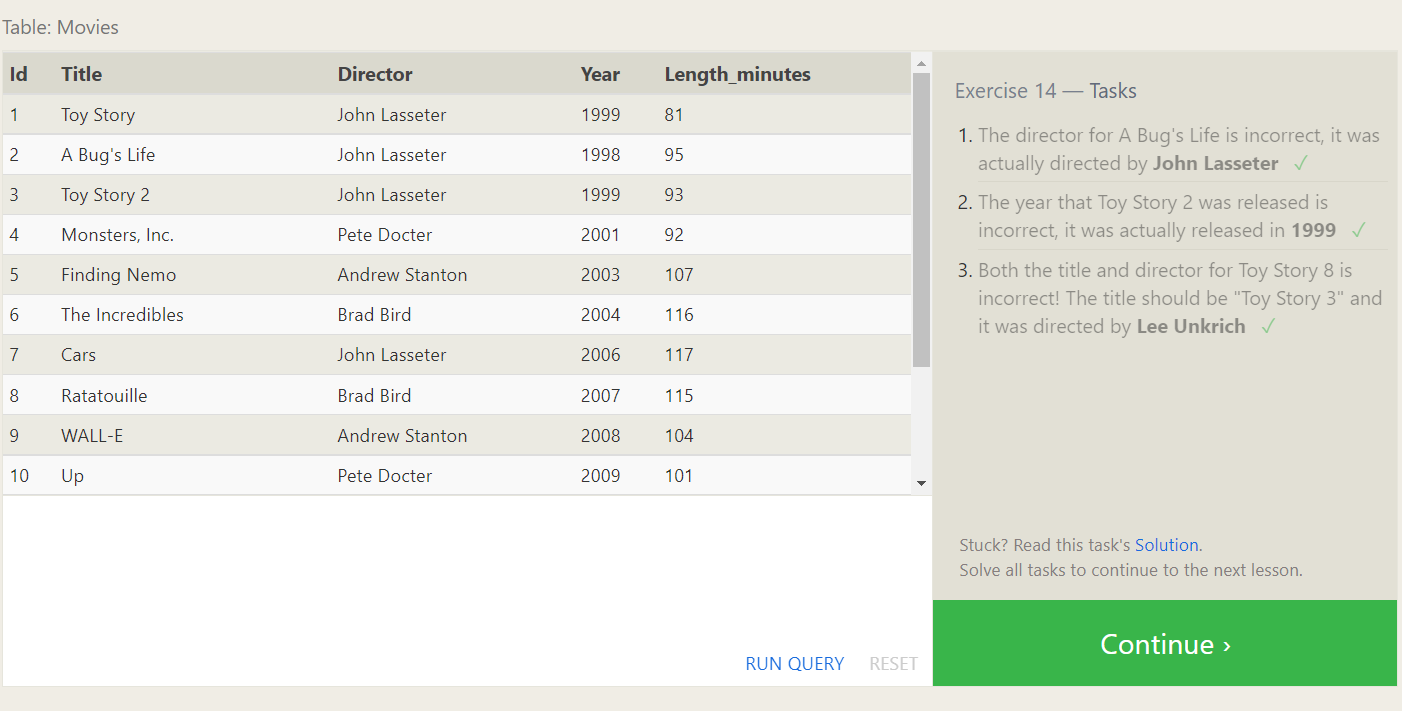 Table: Movies
Id Title Director Year Length_minutes
1 Toy Story John Lasseter 1999 81
2 A Bug's Life John Lasseter 1998 95
3 Toy Story 2 John Lasseter 1999 93
4 Monsters, Inc. Pete Docter 2001 92
5 Finding Nemo Andrew Stanton 2003 107
6 The Incredibles Brad Bird 2004 116
7 Cars John Lasseter 2006 117
8 Ratatouille Brad Bird 2007 115
9 WALL-E Andrew Stanton 2008 104
10 Up Pete Docter 2009 101
RUN QUERY RESET
Exercise 14 — Tasks
1. The director for A Bug's Life is incorrect, it was
actually directed by John Lasseter ✓
2. The year that Toy Story 2 was released is
incorrect, it was actually released in 1999 ✓
3. Both the title and director for Toy Story 8 is
incorrect! The title should be "Toy Story 3" and
it was directed by Lee Unkrich ✓
Stuck? Read this task's Solution.
Solve all tasks to continue to the next lesson.
Continue ›